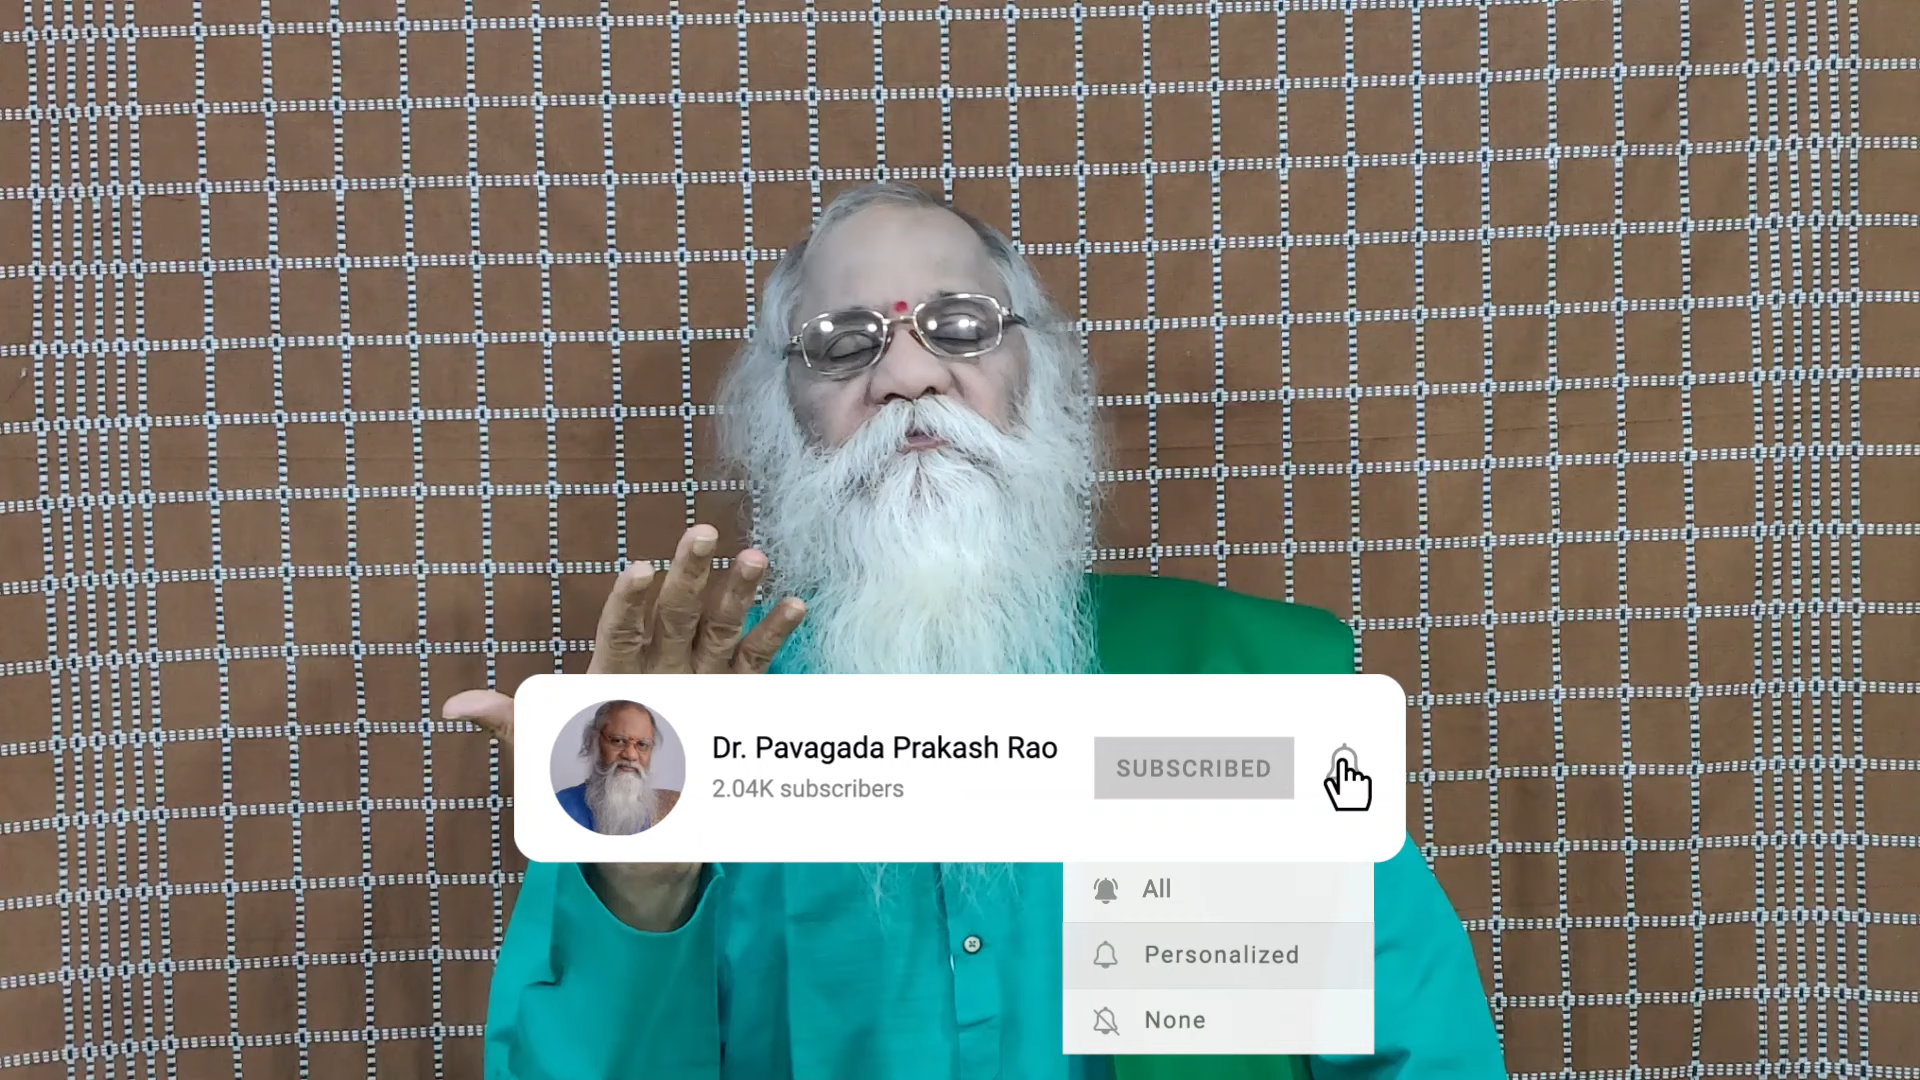 Dr. Pavagada Prakash Rao
2.04K subscribers
SUBSCRIBED
All
Personalized
None